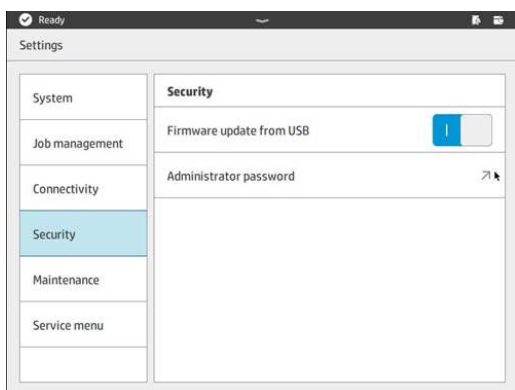 Ready
Settings
System
Job management
Connectivity
Security
Maintenance
Service menu
Security
Firmware update from USB
Administrator password